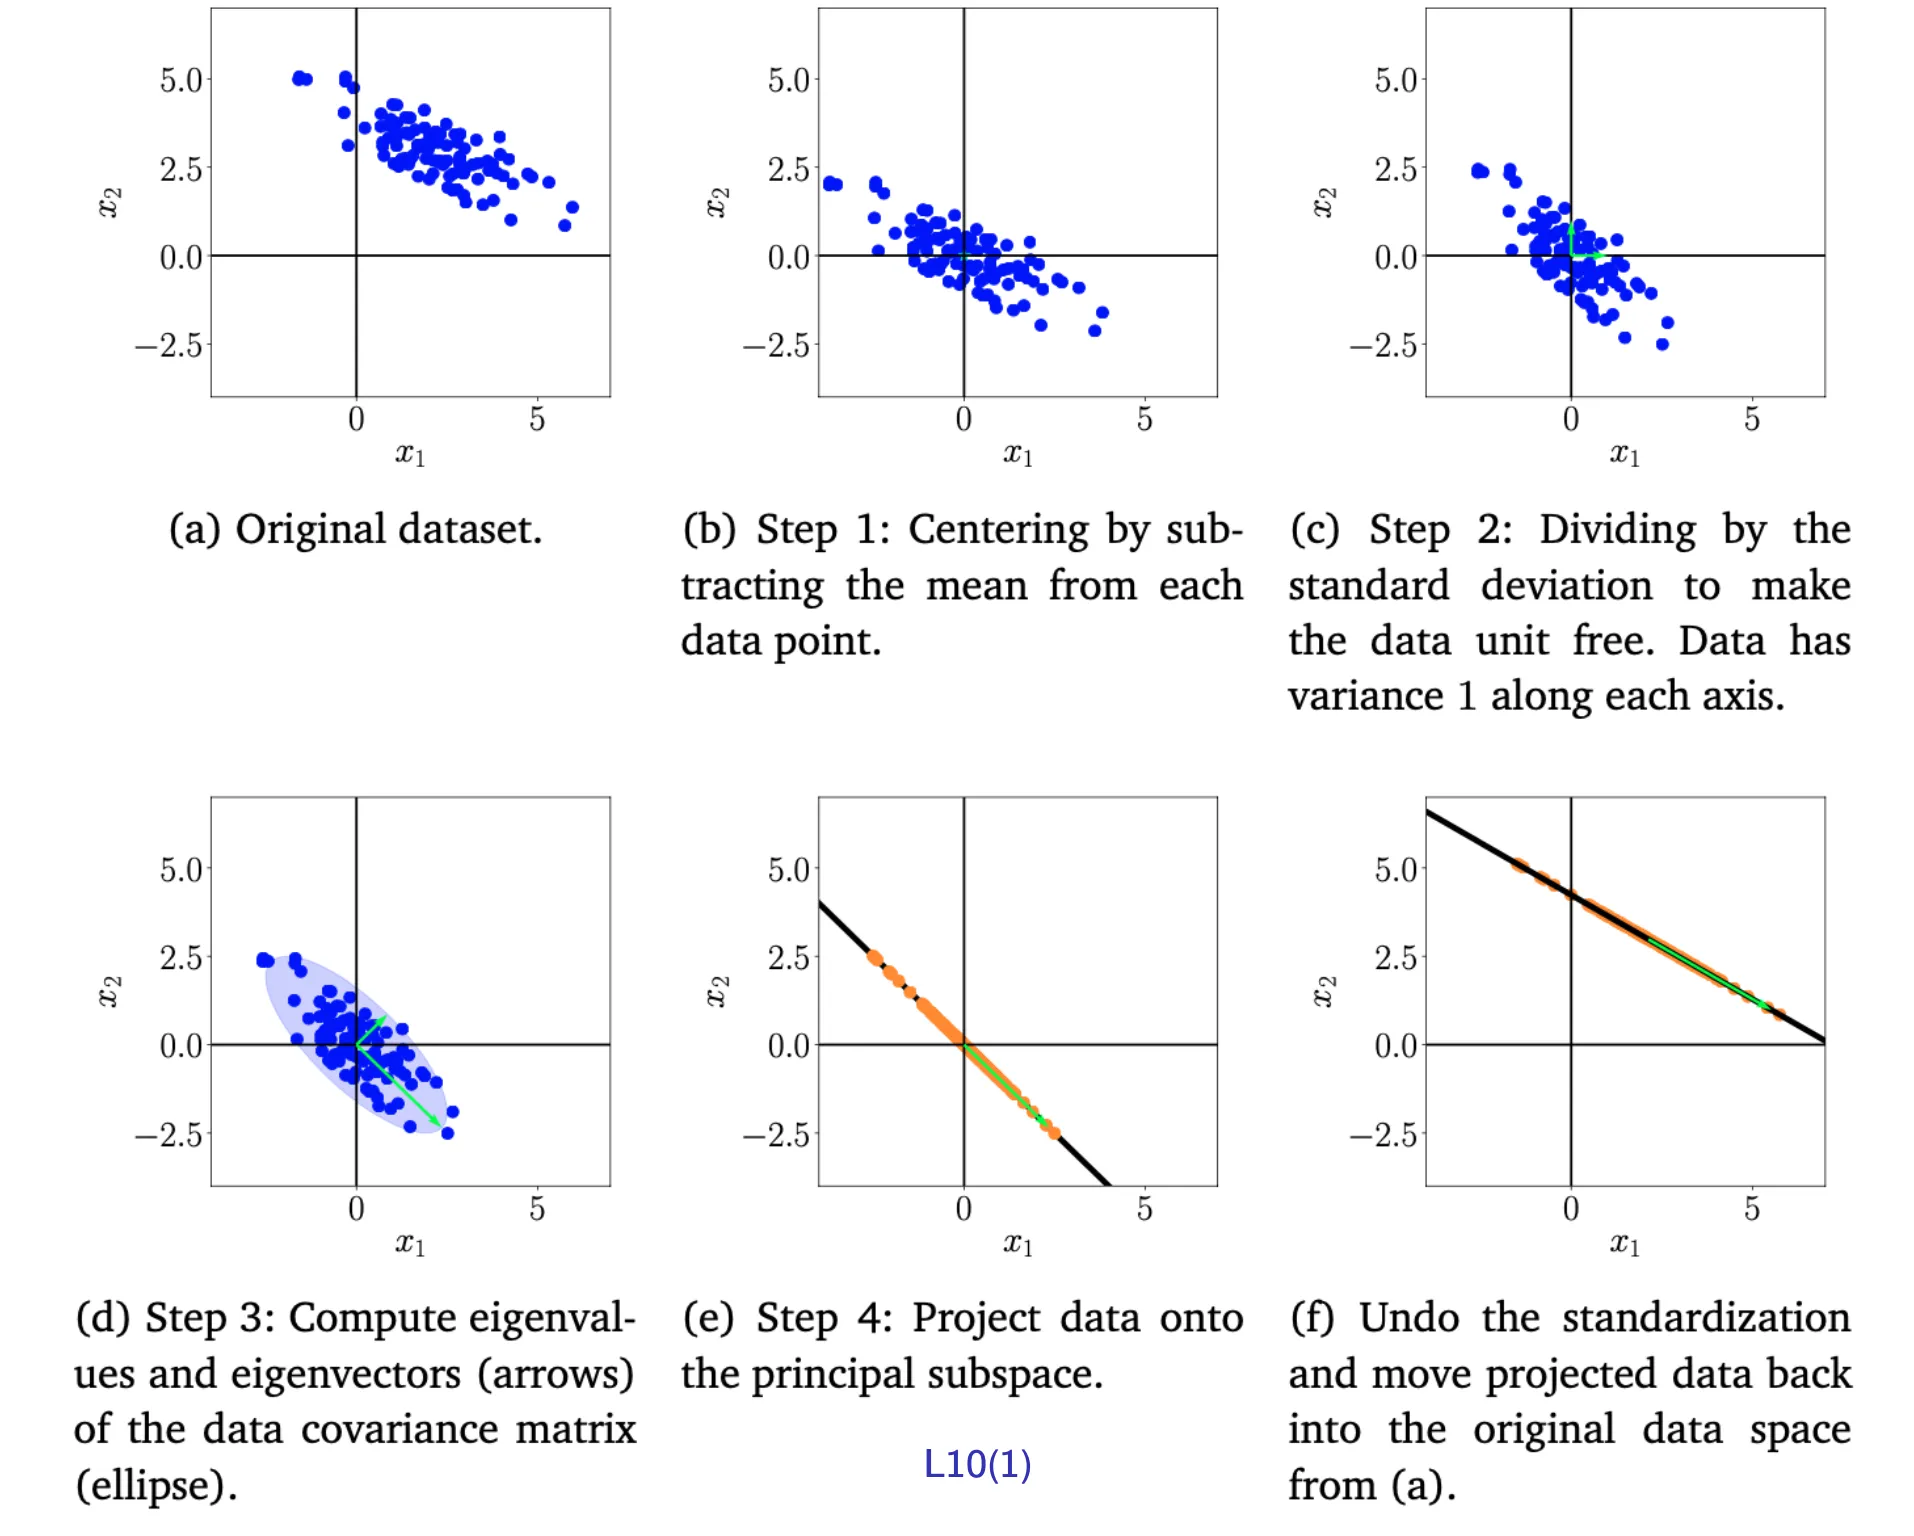 5.0
2.5
0.0
−2.5
x2
0 5
x1
5.0
2.5
0.0
−2.5
x2
0 5
x1
5.0
2.5
0.0
−2.5
x2
0 5
x1
(a) Original dataset.
(b) Step 1: Centering by sub-
tracting the mean from each
data point.
(c) Step 2: Dividing by the
standard deviation to make
the data unit free. Data has
variance 1 along each axis.
5.0
2.5
0.0
−2.5
x2
0 5
x1
5.0
2.5
0.0
−2.5
x2
0 5
x1
5.0
2.5
0.0
−2.5
x2
0 5
x1
(d) Step 3: Compute eigenval-
ues and eigenvectors (arrows)
of the data covariance matrix
(ellipse).
(e) Step 4: Project data onto
the principal subspace.
L10(1)
(f) Undo the standardization
and move projected data back
into the original data space
from (a).